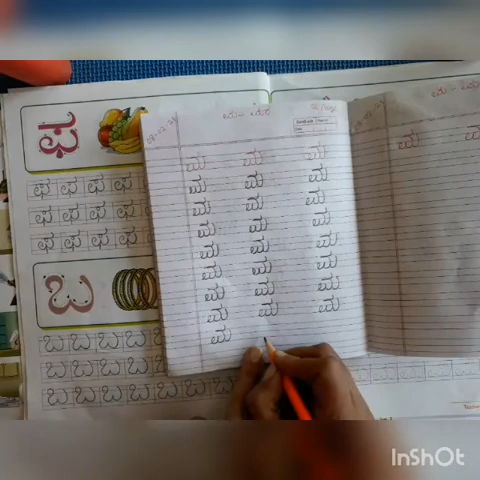 ಮ ಮ ಮ
ಮ ಮ ಮ
ಮ ಮ ಮ
ಮ ಮ ಮ
ಮ ಮ ಮ
ಮ ಮ ಮ
ಮ ಮ ಮ
ಮ ಮ ಮ
ಮ
ಮ
ಫ
ಫ ಫ ಫ ಫ
ಫ ಫ ಫ ಫ
ಫ ಫ ಫ ಫ
ಬ
ಬ ಬ ಬ ಬ ಬ
ಬ ಬ ಬ ಬ ಬ
ಬ ಬ ಬ ಬ ಬ ಬ ಬ
InShOt